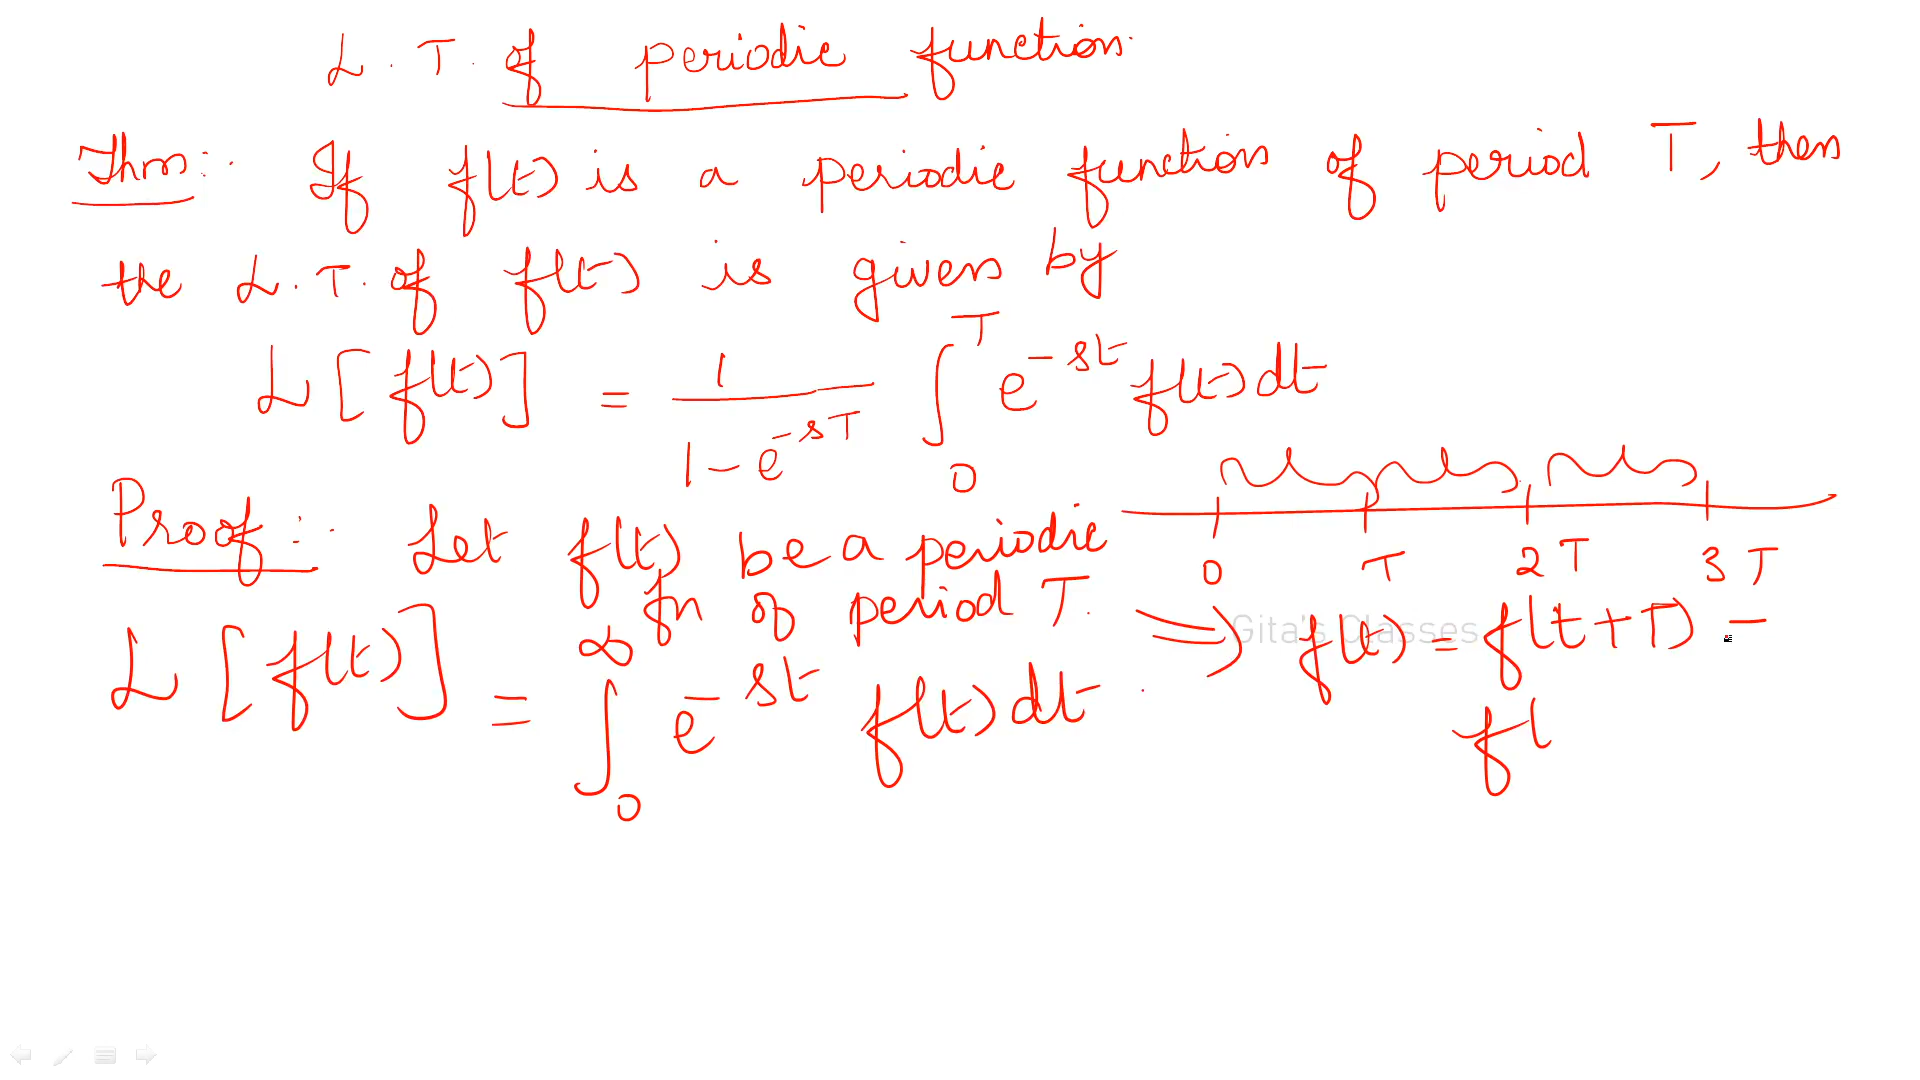 L.T. of periodic function.
Thm:- If f(t) is a periodic function of period T, then
the L.T. of f(t) is given by
L[f(t)] = 1/(1-e^{-sT}) ∫_0^T e^{-st} f(t) dt
Proof:- Let f(t) be a periodic
fn of period T.
0 T 2T 3T
⇒ f(t) = f(t+T) =
f(
L[f(t)] = ∫_0^∞ e^{-st} f(t) dt
Gita's Classes